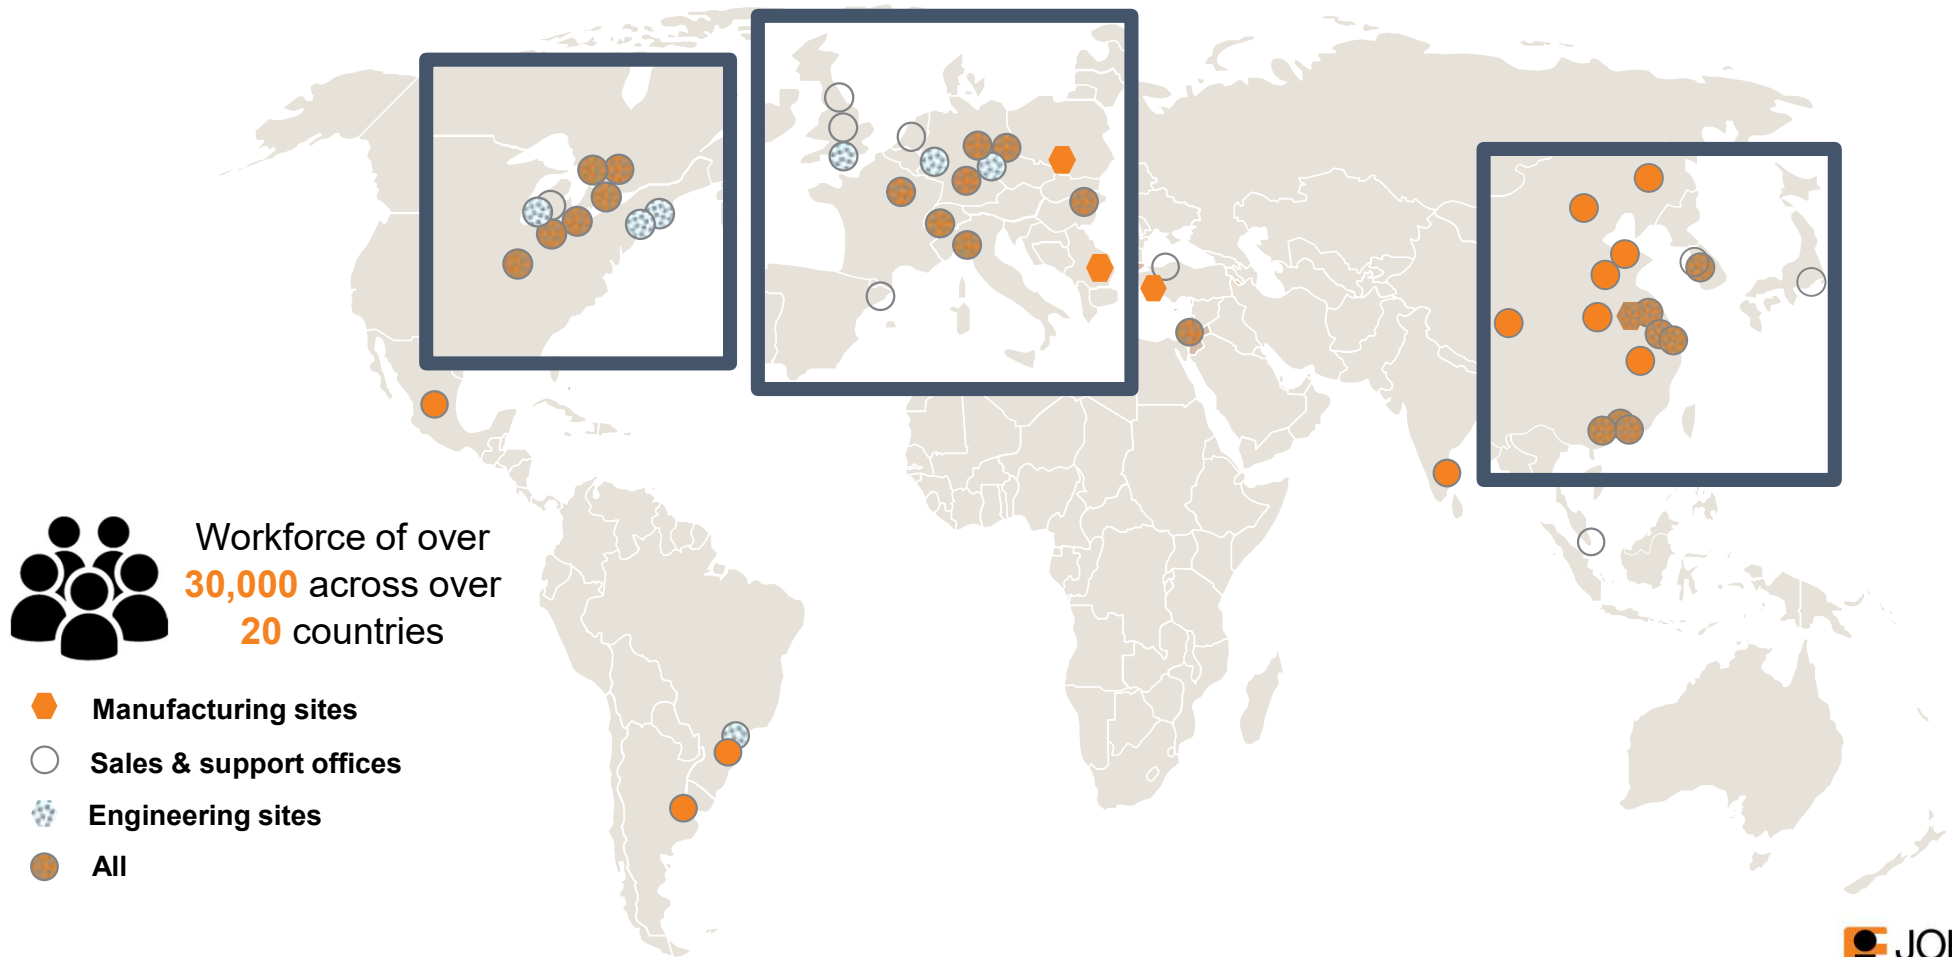 Workforce of over
30,000 across over
20 countries
Manufacturing sites
Sales & support offices
Engineering sites
All